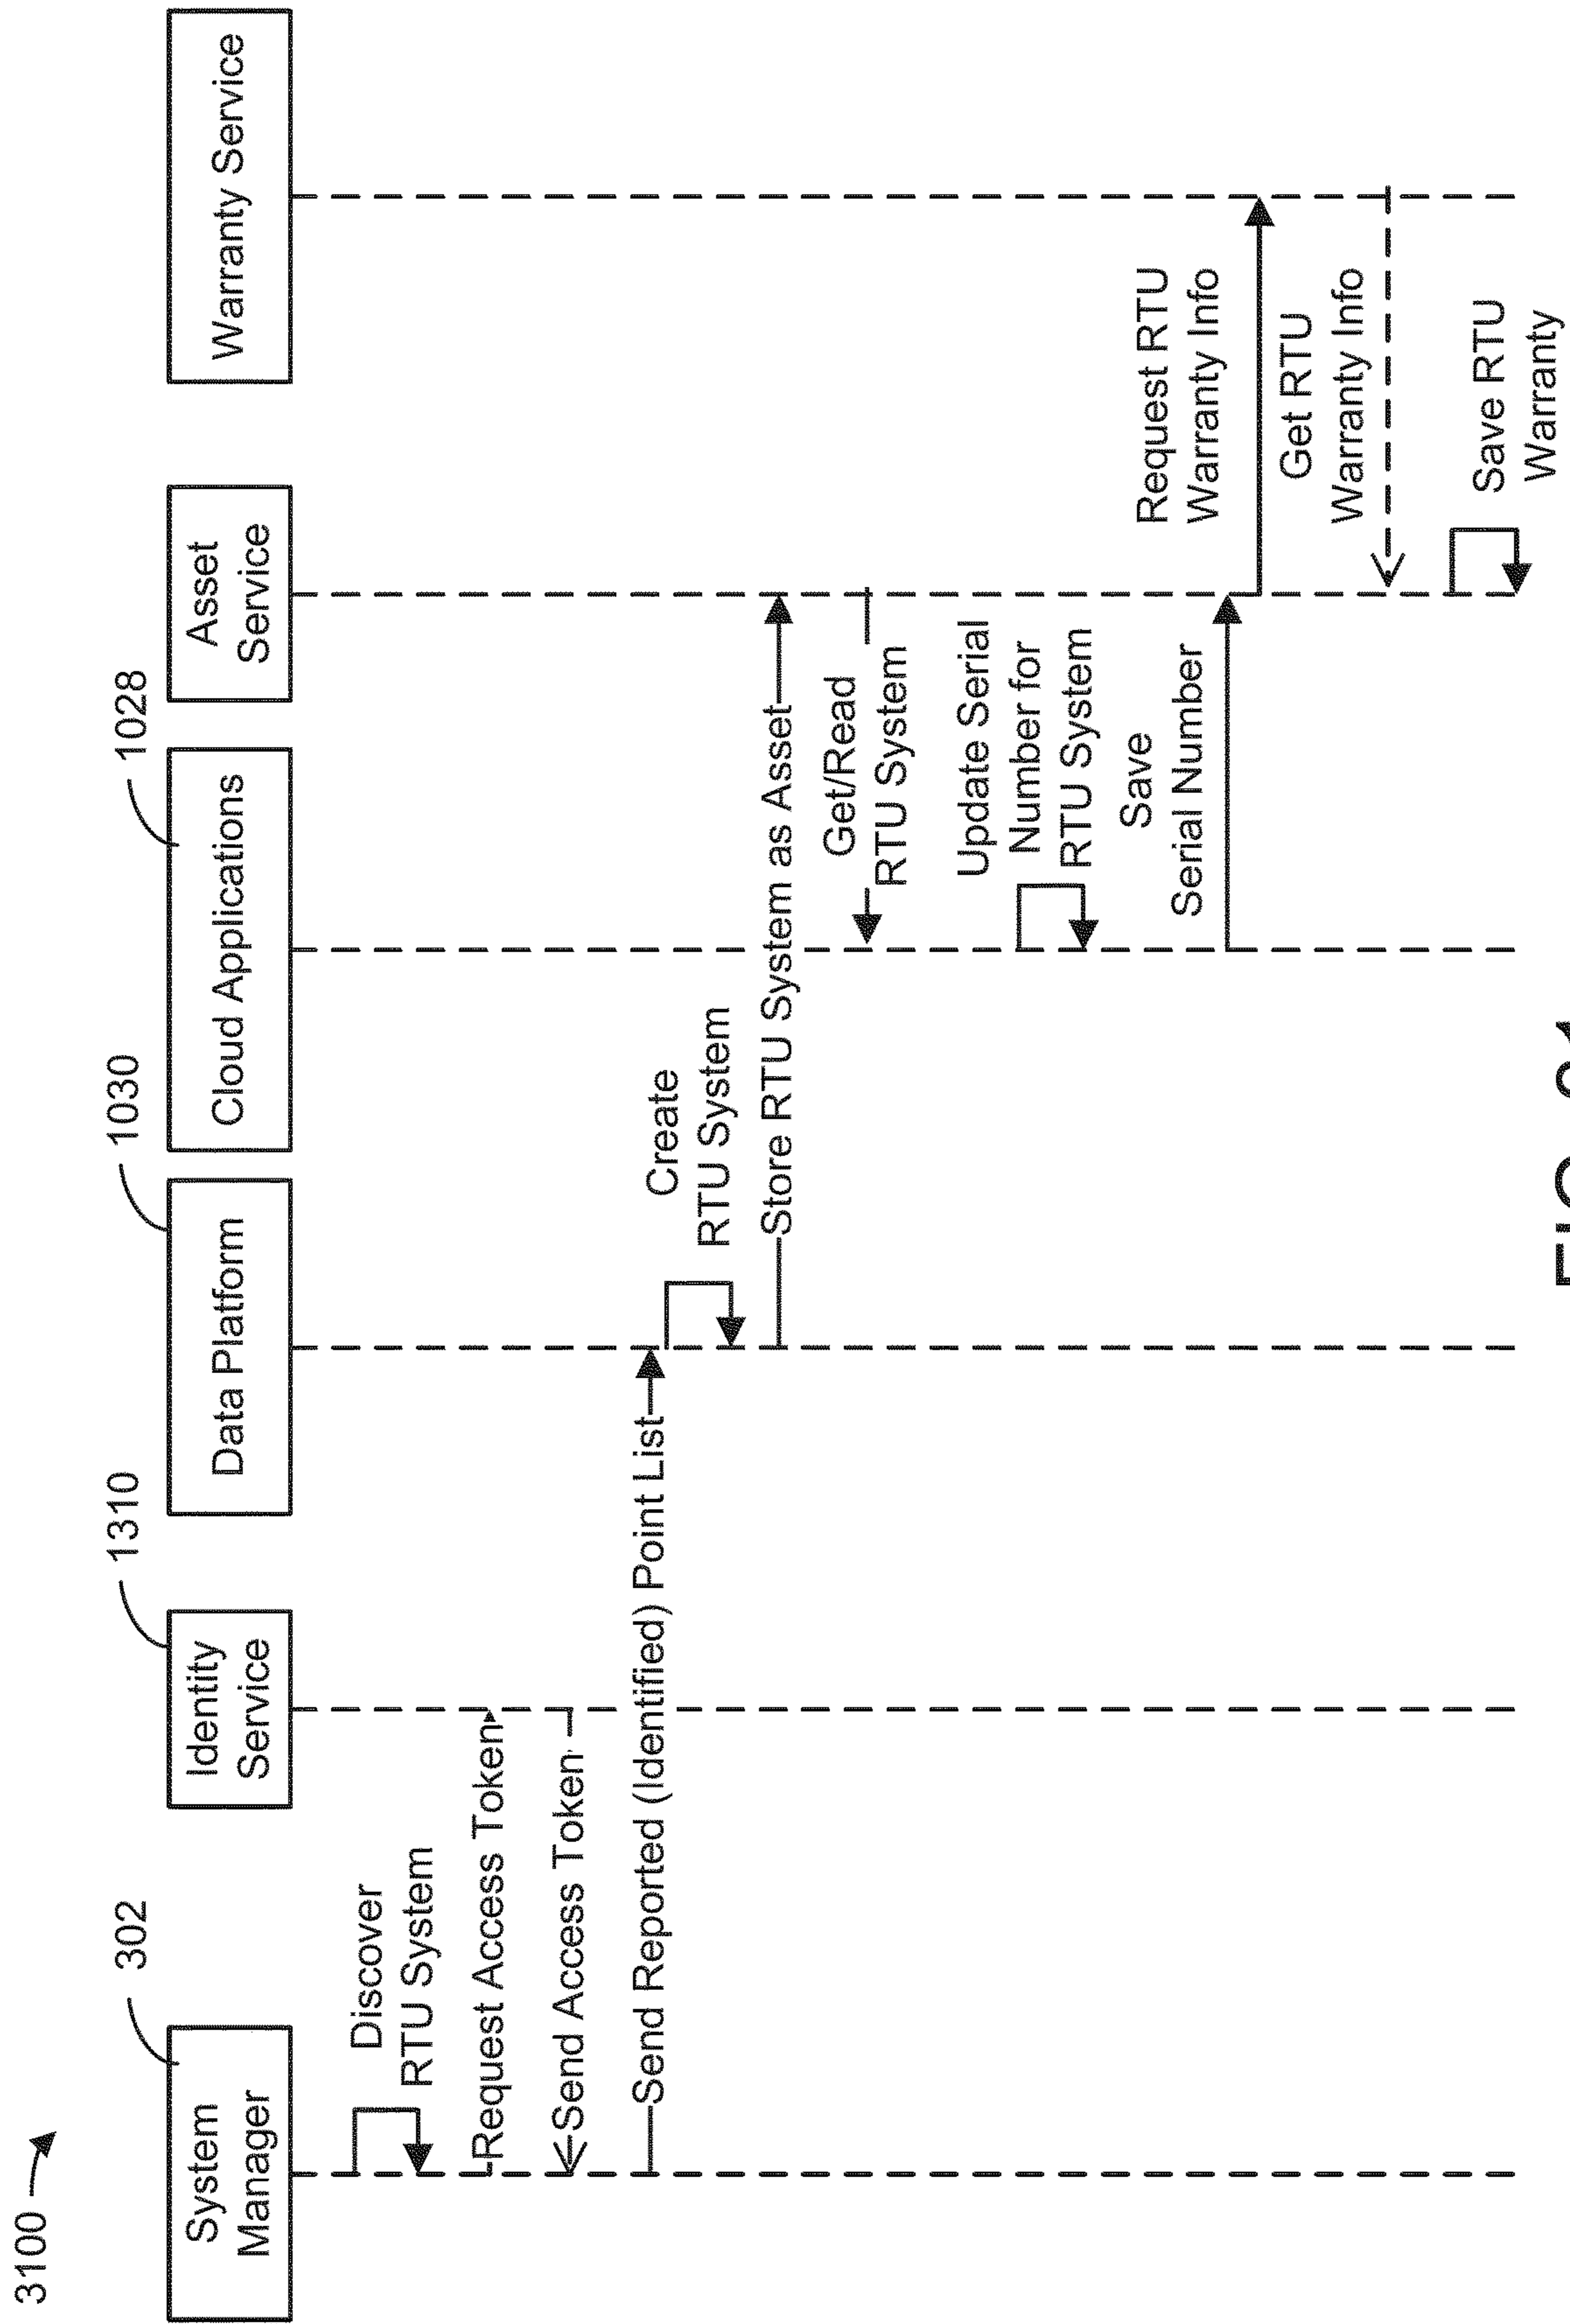 3100
302
1310
1030
1028
System
Manager
Identity
Service
Data Platform
Cloud Applications
Asset
Service
Warranty Service
Discover
RTU System
Request Access Token
Send Access Token
Send Reported (Identified) Point List
Create
RTU System
Store RTU System as Asset
Get/Read
RTU System
Update Serial
Number for
RTU System
Save
Serial Number
Request RTU
Warranty Info
Get RTU
Warranty Info
Save RTU
Warranty
FIG